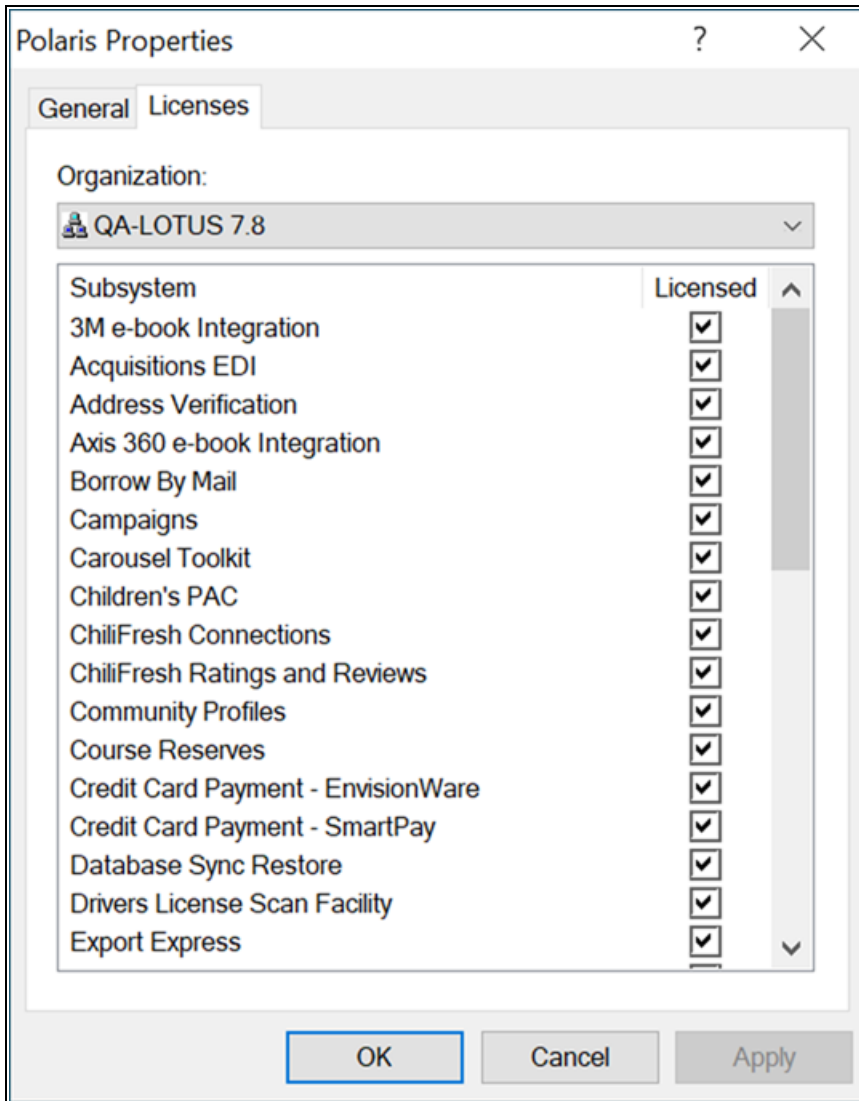 Polaris Properties ?
General Licenses
Organization:
QA-LOTUS 7.8
Subsystem Licensed
3M e-book Integration
Acquisitions EDI
Address Verification
Axis 360 e-book Integration
Borrow By Mail
Campaigns
Carousel Toolkit
Children's PAC
ChiliFresh Connections
ChiliFresh Ratings and Reviews
Community Profiles
Course Reserves
Credit Card Payment - EnvisionWare
Credit Card Payment - SmartPay
Database Sync Restore
Drivers License Scan Facility
Export Express
OK Cancel Apply